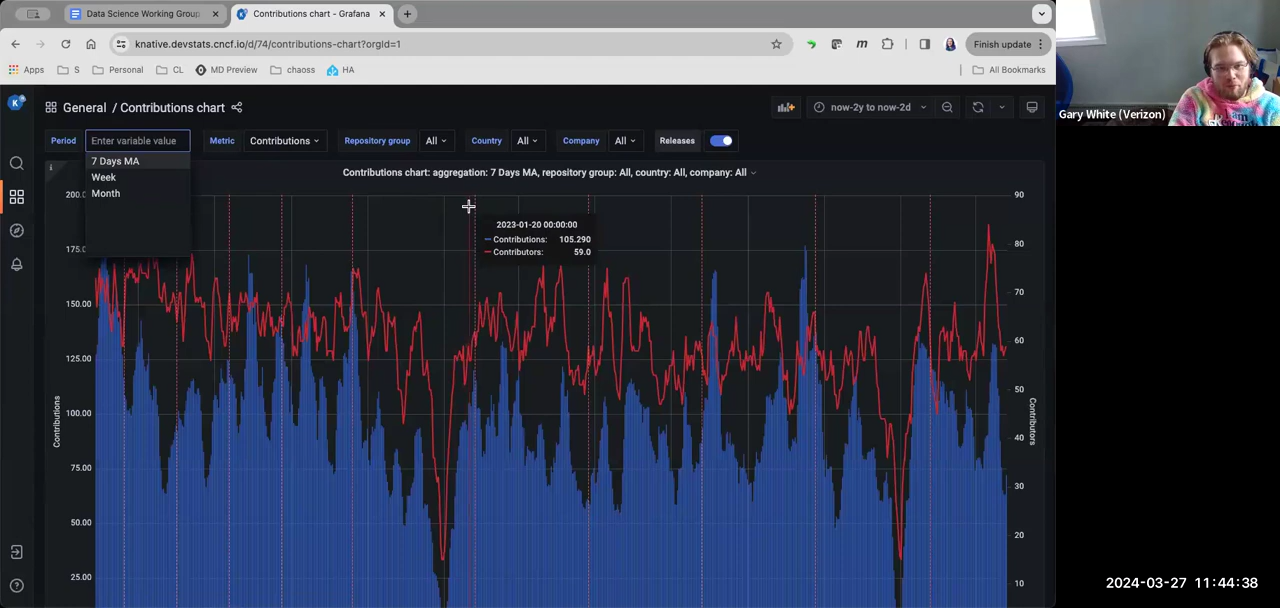 Data Science Working Group
Contributions chart - Grafana
knative.devstats.cncf.io/d/74/contributions-chart?orgId=1
Finish update
Apps
S
Personal
CL
MD Preview
chaoss
HA
All Bookmarks
Gary White (Verizon)
General / Contributions chart
now-2y to now-2d
Period
Enter variable value
Metric
Contributions
Repository group
All
Country
All
Company
All
Releases
7 Days MA
Week
Month
Contributions chart: aggregation: 7 Days MA, repository group: All, country: All, company: All
200.
175.
150.00
125.00
100.00
75.00
50.00
25.00
Contributions
2023-01-20 00:00:00
Contributions: 105.290
Contributors: 59.0
90
80
70
60
50
40
30
20
10
Contributors
2024-03-27 11:44:38